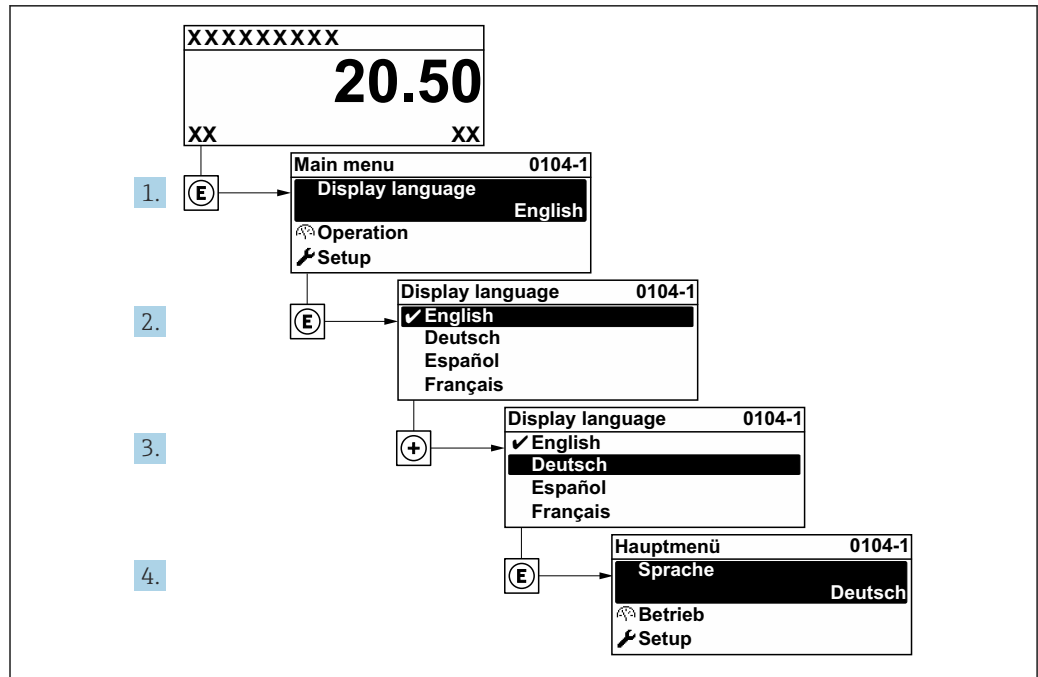 XXXXXXXXX
20.50
XX XX
1. E
Main menu 0104-1
Display language
English
Operation
Setup
2. E
Display language 0104-1
✔English
Deutsch
Español
Français
3. +
Display language 0104-1
✔English
Deutsch
Español
Français
4. E
Hauptmenü 0104-1
Sprache
Deutsch
Betrieb
Setup